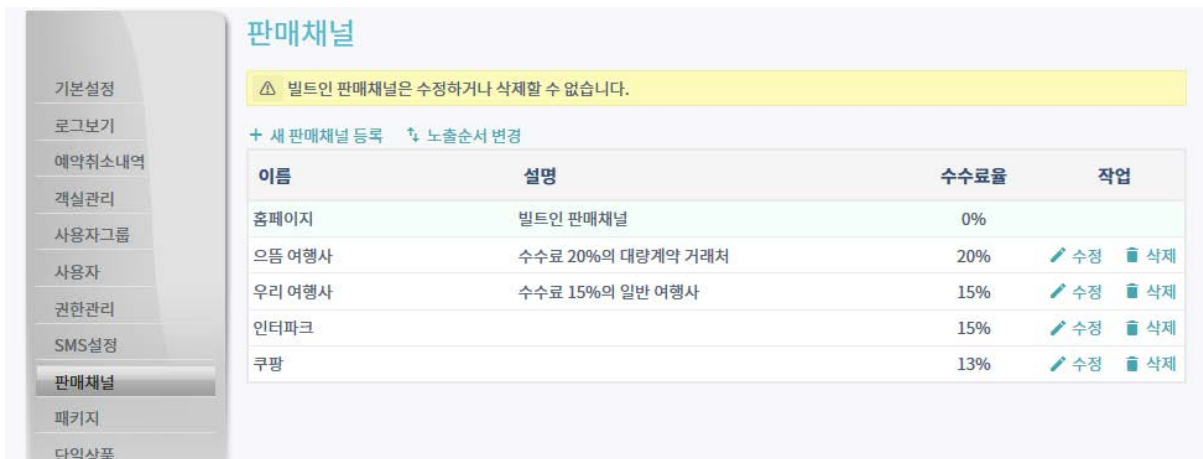 판매채널
기본설정
로그보기
예약취소내역
객실관리
사용자그룹
사용자
권한관리
SMS설정
판매채널
패키지
단일상품
빌트인 판매채널은 수정하거나 삭제할 수 없습니다.
+ 새 판매채널 등록 노출순서 변경
이름 설명 수수료율 작업
홈페이지 빌트인 판매채널 0%
으뜸 여행사 수수료 20%의 대량계약 거래처 20% 수정 삭제
우리 여행사 수수료 15%의 일반 여행사 15% 수정 삭제
인터파크 15% 수정 삭제
쿠팡 13% 수정 삭제